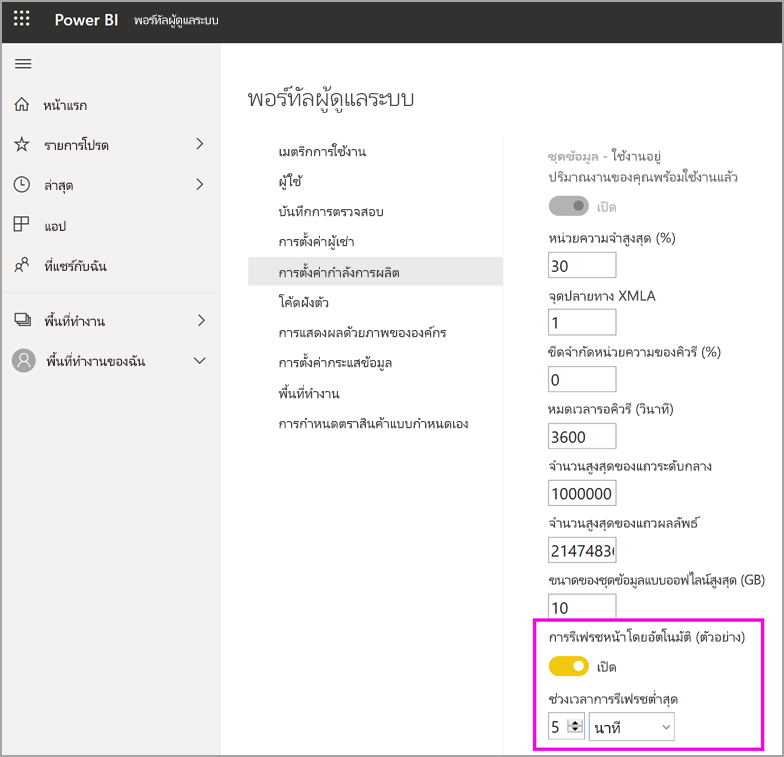 Power BI พอร์ทัลผู้ดูแลระบบ
หน้าแรก
รายการโปรด
ล่าสุด
แอป
ที่แชร์กับฉัน
พื้นที่ทำงาน
พื้นที่ทำงานของฉัน
พอร์ทัลผู้ดูแลระบบ
เมตริกการใช้งาน
ผู้ใช้
บันทึกการตรวจสอบ
การตั้งค่าผู้เช่า
การตั้งค่ากำลังการผลิต
โค้ดฝังตัว
การแสดงผลด้วยภาพขององค์กร
การตั้งค่ากระแสข้อมูล
พื้นที่ทำงาน
การกำหนดตราสินค้าแบบกำหนดเอง
ชุดข้อมูล - ใช้งานอยู่
ปริมาณงานของคุณพร้อมใช้งานแล้ว
เปิด
หน่วยความจำสูงสุด (%)
30
จุดปลายทาง XMLA
1
ขีดจำกัดหน่วยความของคิวรี (%)
0
หมดเวลารอคิวรี (วินาที)
3600
จำนวนสูงสุดของแถวระดับกลาง
1000000
จำนวนสูงสุดของแถวผลลัพธ์
ขนาดของชุดข้อมูลแบบออฟไลน์สูงสุด (GB)
10
การรีเฟรชหน้าโดยอัตโนมัติ (ตัวอย่าง)
เปิด
ช่วงเวลาการรีเฟรชต่ำสุด
5 นาที